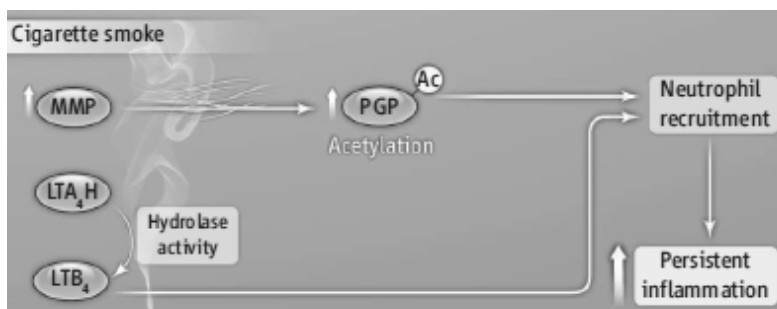 Cigarette smoke
MMP
PGP
Ac
Acetylation
Neutrophil
recruitment
LTA₄H
Hydrolase
activity
LTB₄
Persistent
inflammation